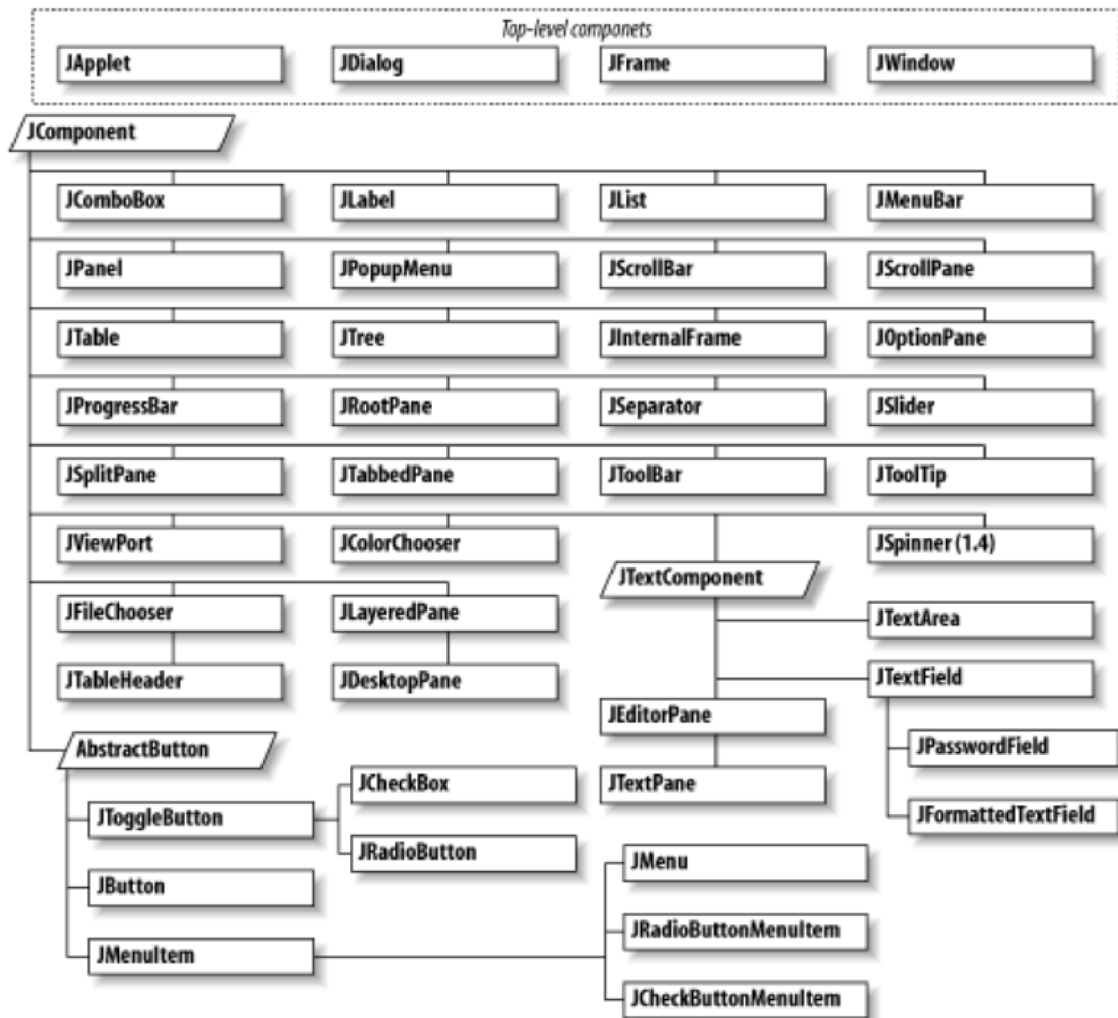 Top-level componets
JApplet
JDialog
JFrame
JWindow
JComponent
JComboBox
JLabel
JList
JMenuBar
JPanel
JPopupMenu
JScrollBar
JScrollPane
JTable
JTree
JInternalFrame
JOptionPane
JProgressBar
JRootPane
JSeparator
JSlider
JSplitPane
JTabbedPane
JToolBar
JToolTip
JViewPort
JColorChooser
JSpinner (1.4)
JTextComponent
JFileChooser
JLayeredPane
JTextArea
JTableHeader
JDesktopPane
JTextField
JEditorPane
JPasswordField
AbstractButton
JCheckBox
JTextPane
JToggleButton
JFormattedTextField
JRadioButton
JMenu
JButton
JRadioButtonMenuItem
JMenuItem
JCheckButtonMenuItem